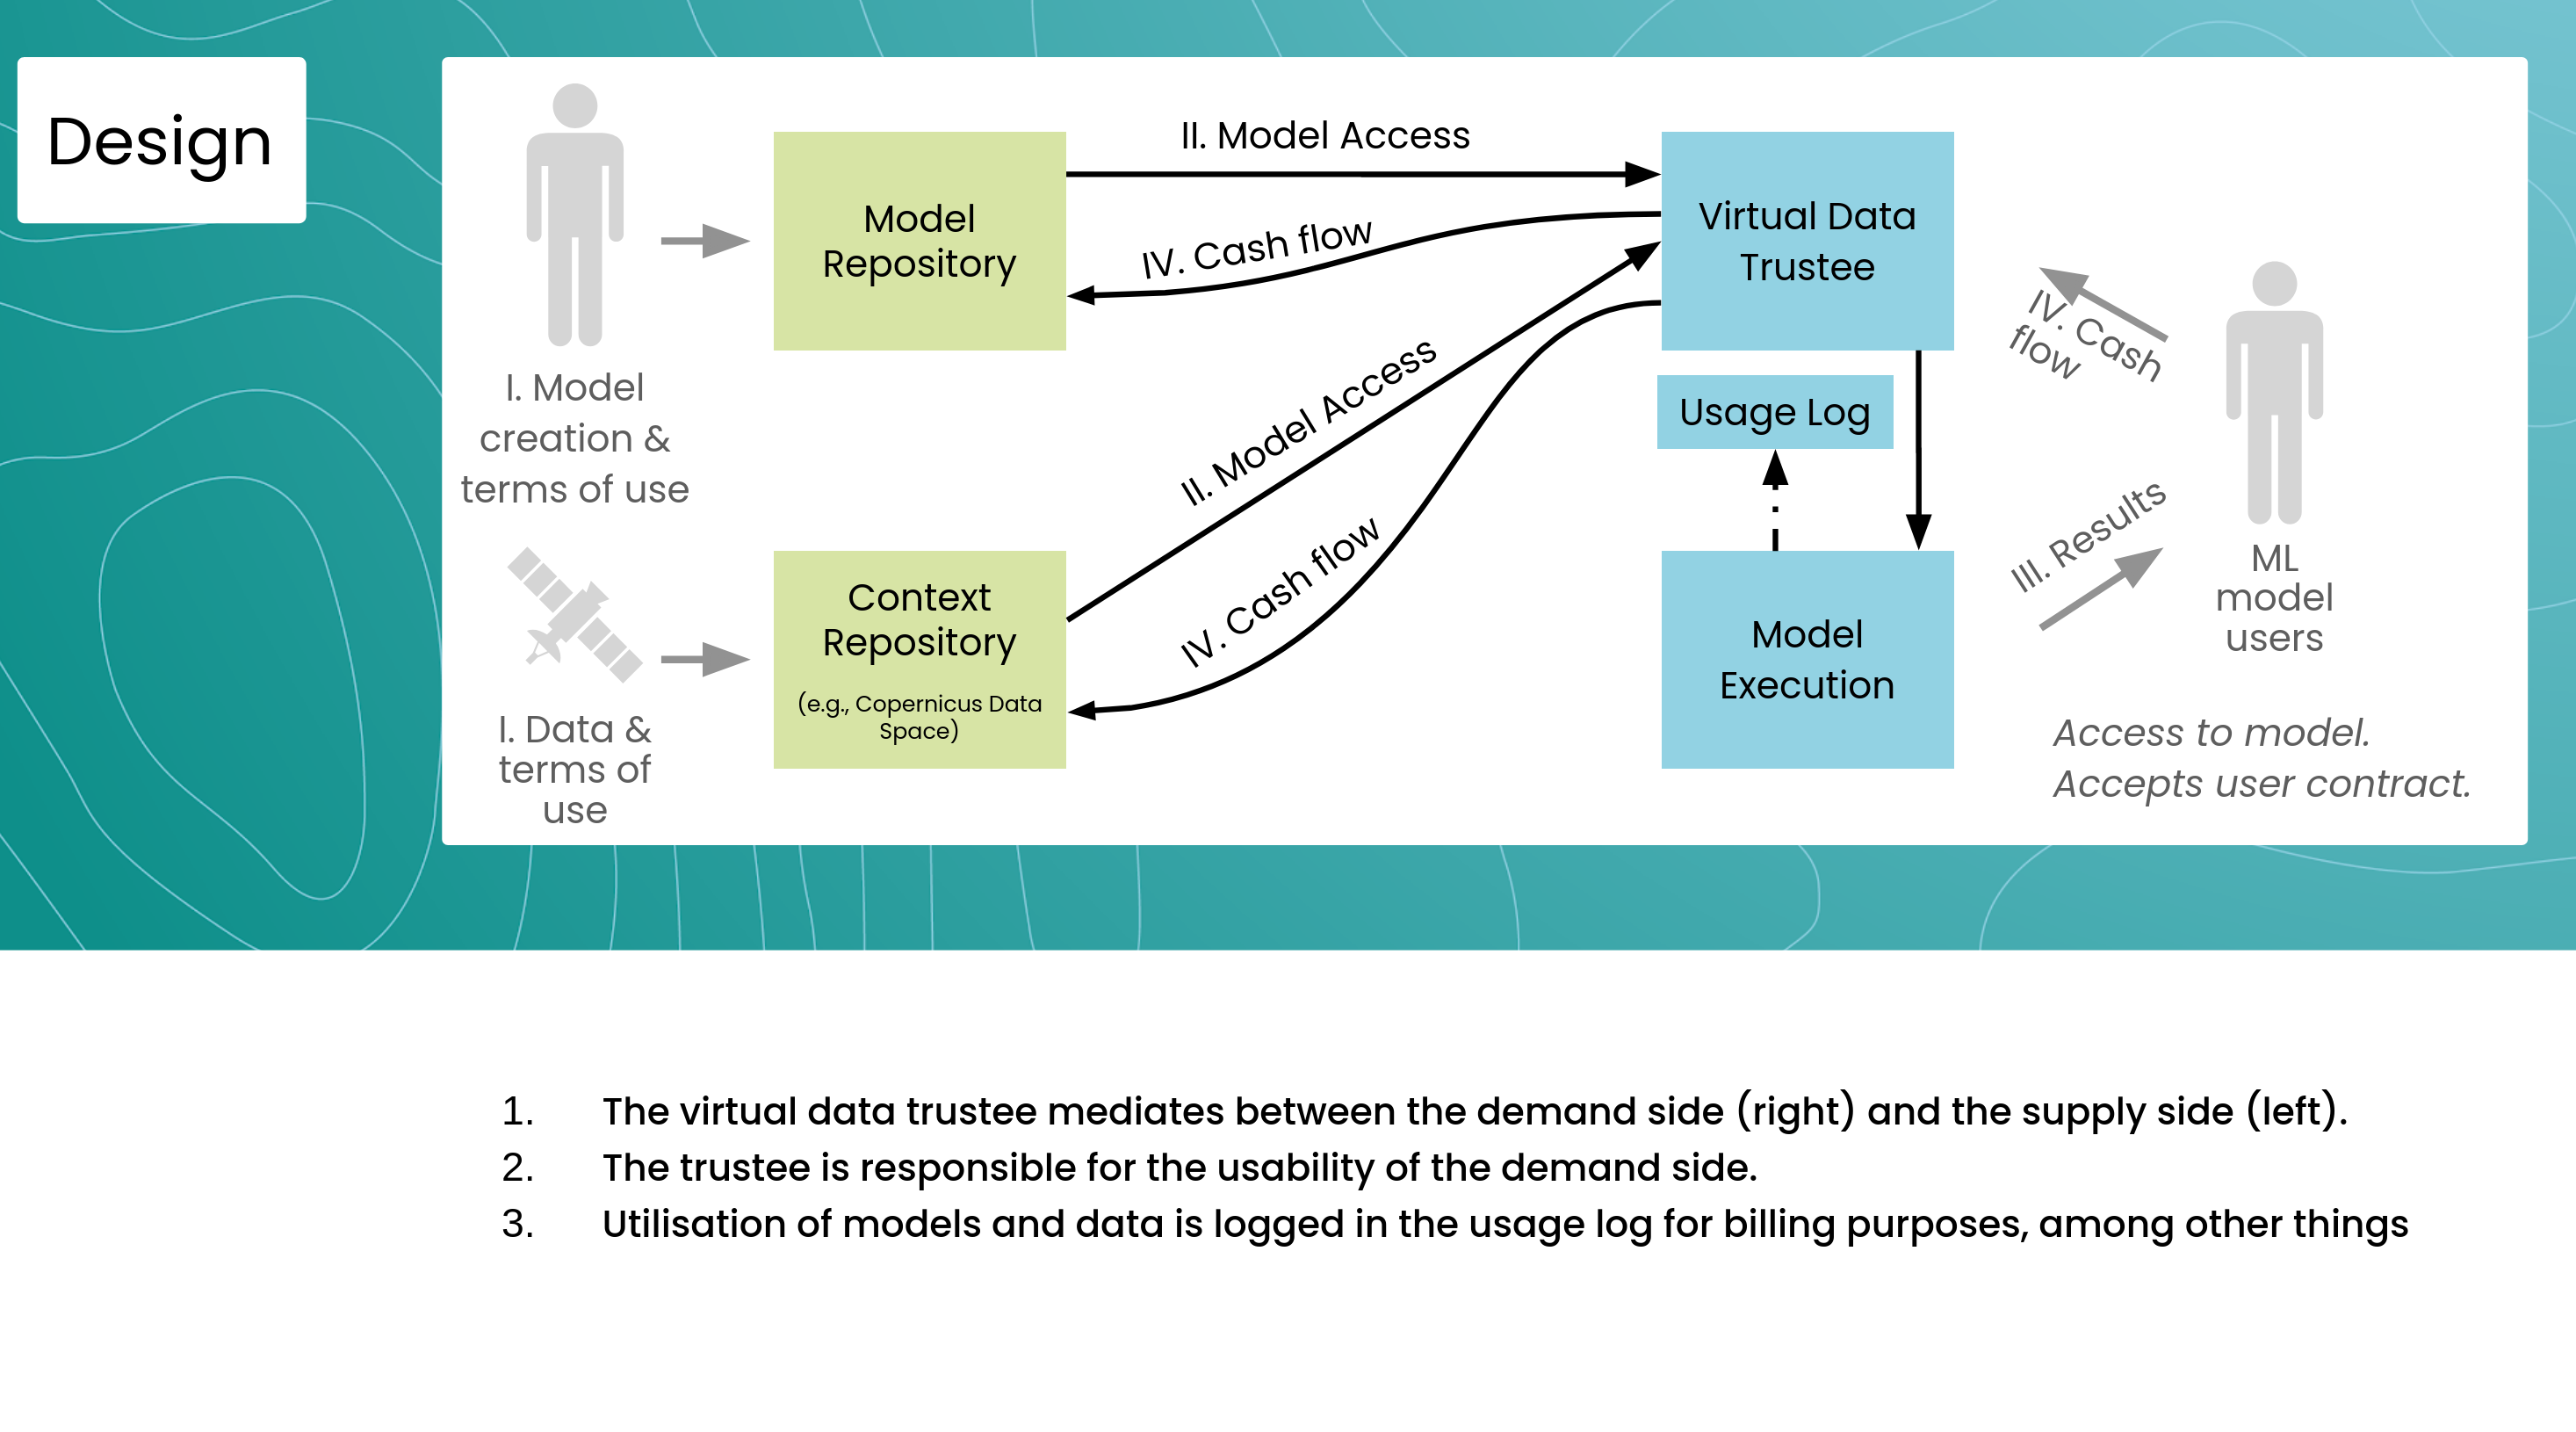 Design
I. Model
creation &
terms of use
I. Data &
terms of
use
Model
Repository
Context
Repository
(e.g., Copernicus Data
Space)
II. Model Access
IV. Cash flow
II. Model Access
IV. Cash flow
Virtual Data
Trustee
Usage Log
Model
Execution
IV. Cash
flow
III. Results
ML
model
users
Access to model.
Accepts user contract.
1. The virtual data trustee mediates between the demand side (right) and the supply side (left).
2. The trustee is responsible for the usability of the demand side.
3. Utilisation of models and data is logged in the usage log for billing purposes, among other things